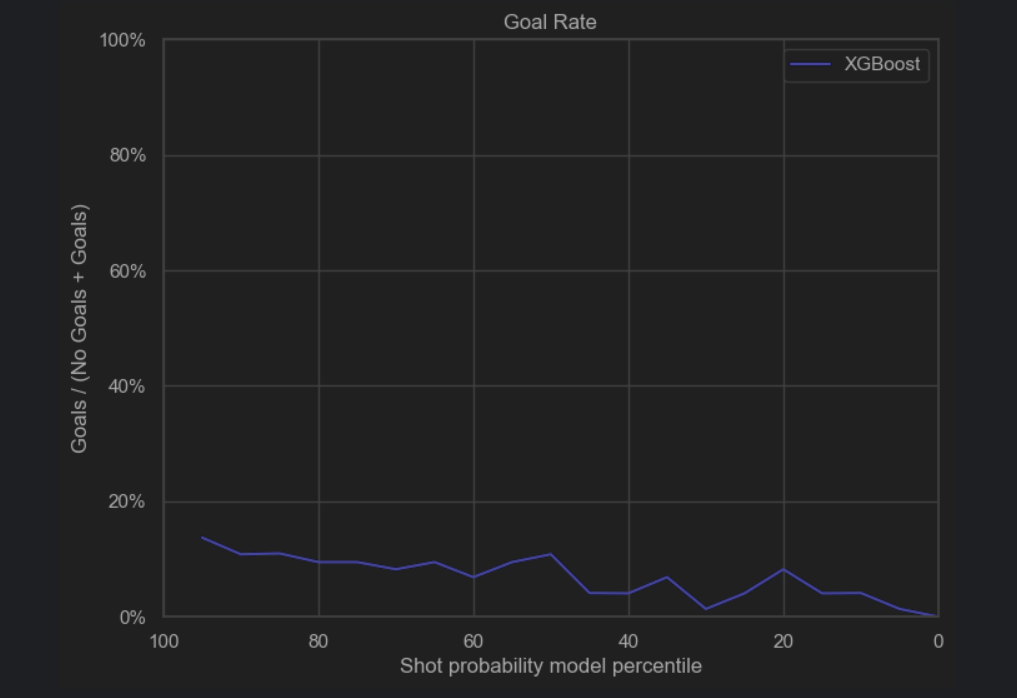 Goal Rate
100%
XGBoost
80%
60%
40%
20%
0%
Goals / (No Goals + Goals)
100 80 60 40 20 0
Shot probability model percentile